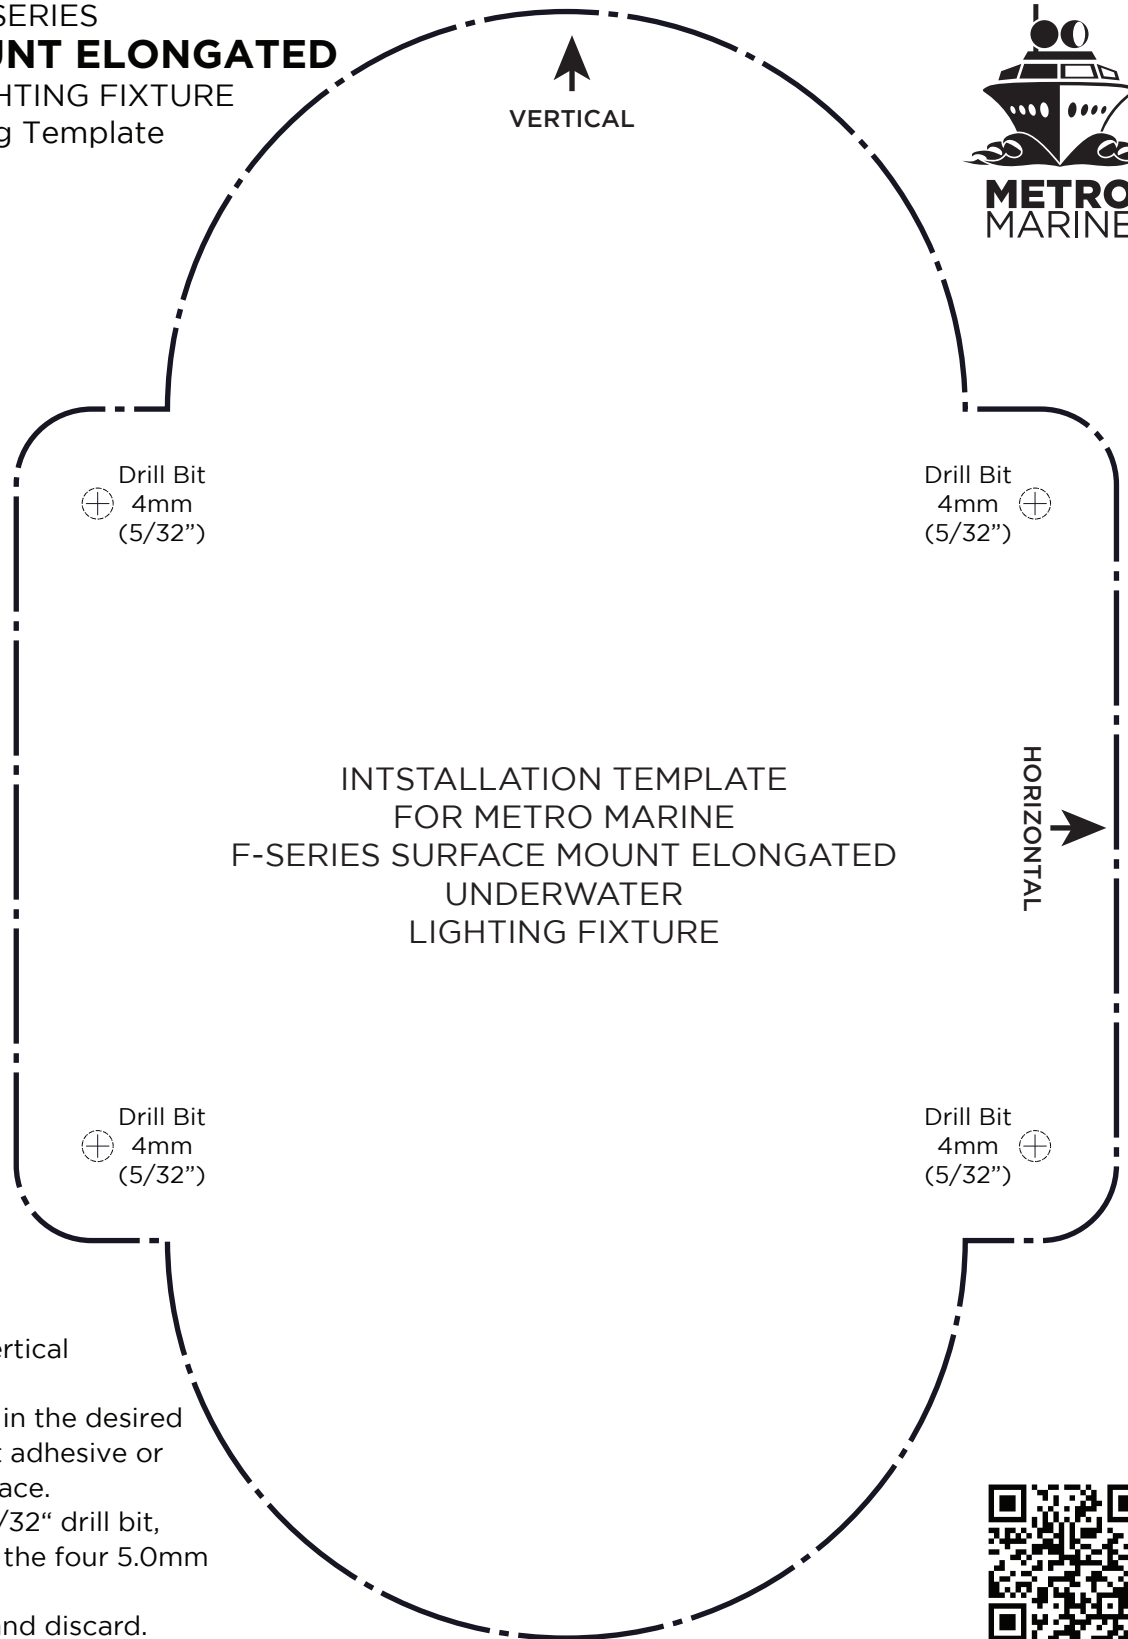 SERIES
UNT ELONGATED
HTING FIXTURE
g Template
VERTICAL
METRO
MARINE
Drill Bit
4mm
(5/32”)
Drill Bit
4mm
(5/32”)
INTSTALLATION TEMPLATE
FOR METRO MARINE
F-SERIES SURFACE MOUNT ELONGATED
UNDERWATER
LIGHTING FIXTURE
HORIZONTAL
Drill Bit
4mm
(5/32”)
Drill Bit
4mm
(5/32”)
ertical
in the desired
t adhesive or
ace.
/32“ drill bit,
the four 5.0mm
and discard.